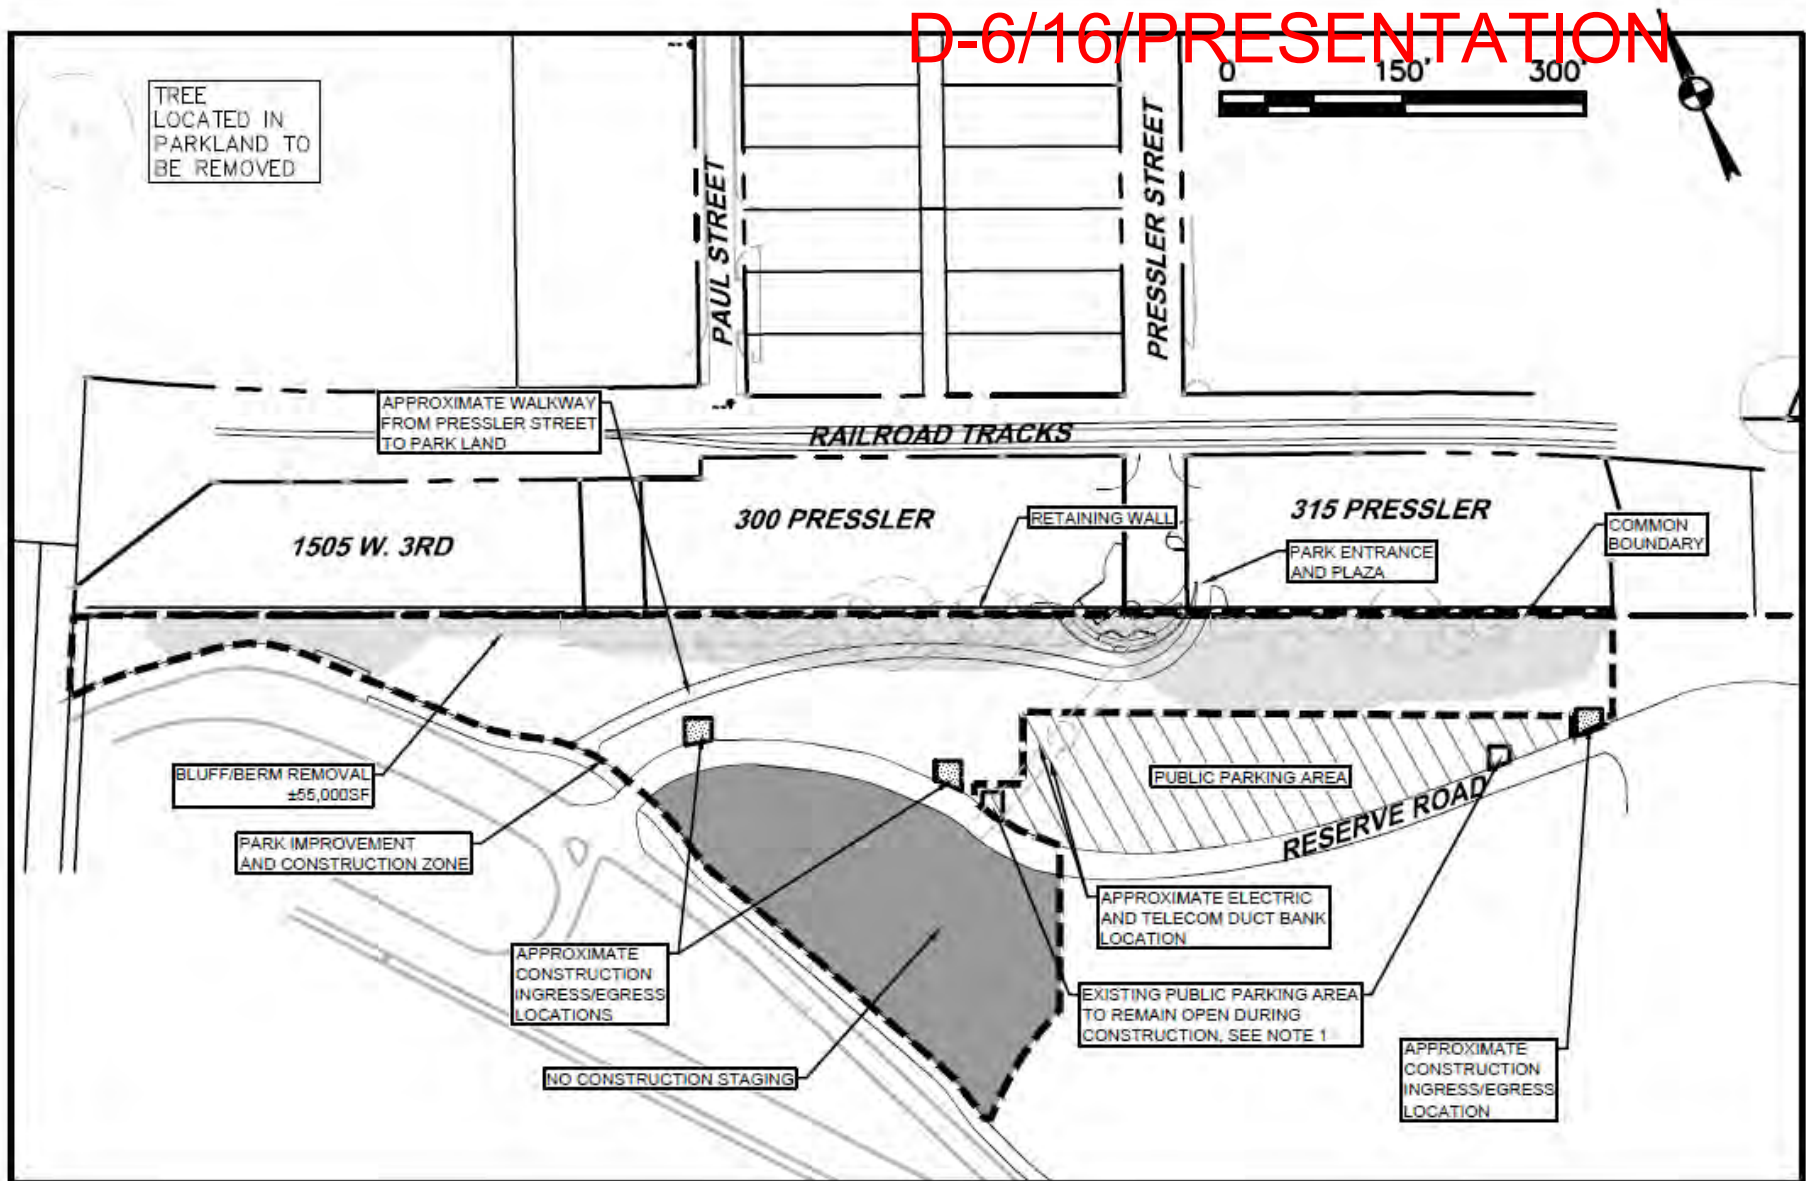 D-6/16/PRESENTATION
0 150' 300'
TREE
LOCATED IN
PARKLAND TO
BE REMOVED
PAUL STREET
PRESSLER STREET
APPROXIMATE WALKWAY
FROM PRESSLER STREET
TO PARK LAND
RAILROAD TRACKS
1505 W. 3RD
300 PRESSLER
RETAINING WALL
315 PRESSLER
PARK ENTRANCE
AND PLAZA
COMMON
BOUNDARY
BLUFF/BERM REMOVAL
±55,000SF
PUBLIC PARKING AREA
RESERVE ROAD
PARK IMPROVEMENT
AND CONSTRUCTION ZONE
APPROXIMATE ELECTRIC
AND TELECOM DUCT BANK
LOCATION
APPROXIMATE
CONSTRUCTION
INGRESS/EGRESS
LOCATIONS
EXISTING PUBLIC PARKING AREA
TO REMAIN OPEN DURING
CONSTRUCTION, SEE NOTE 1
NO CONSTRUCTION STAGING
APPROXIMATE
CONSTRUCTION
INGRESS/EGRESS
LOCATION